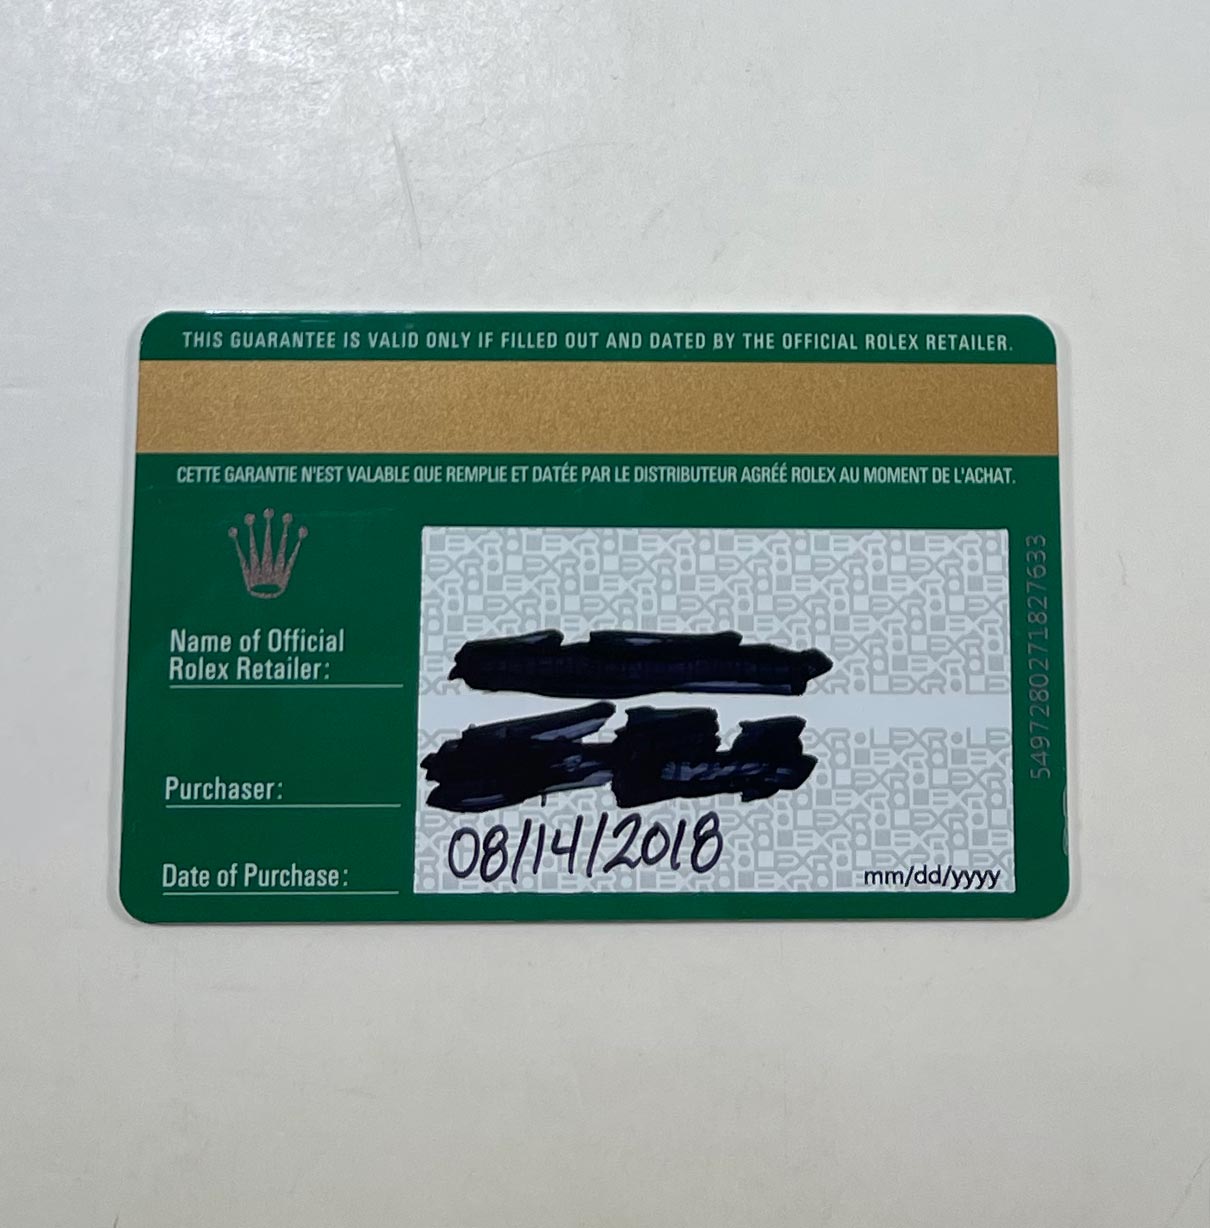 THIS GUARANTEE IS VALID ONLY IF FILLED OUT AND DATED BY THE OFFICIAL ROLEX RETAILER.
CETTE GARANTIE N'EST VALABLE QUE REMPLIE ET DATÉE PAR LE DISTRIBUTEUR AGRÉÉ ROLEX AU MOMENT DE L'ACHAT.
Name of Official
Rolex Retailer:
Purchaser:
Date of Purchase:
08/14/2018
mm/dd/yyyy
5497280271827633